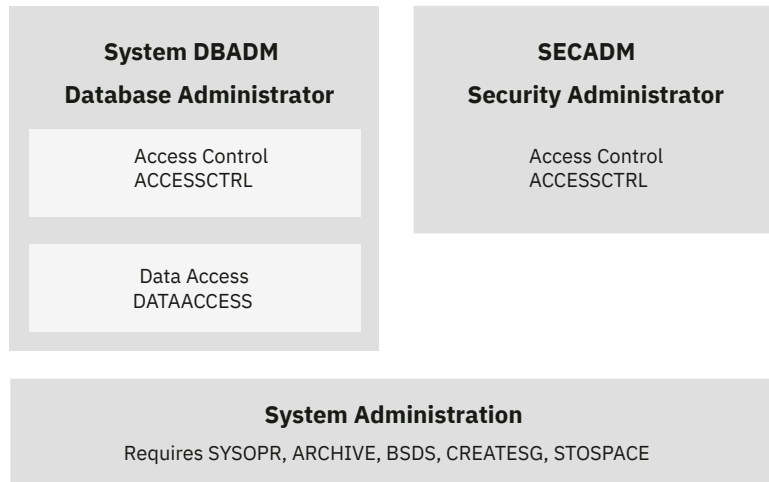 System DBADM
Database Administrator
Access Control
ACCESSCTRL
Data Access
DATAACCESS
SECADM
Security Administrator
Access Control
ACCESSCTRL
System Administration
Requires SYSOPR, ARCHIVE, BSDS, CREATESG, STOSPACE